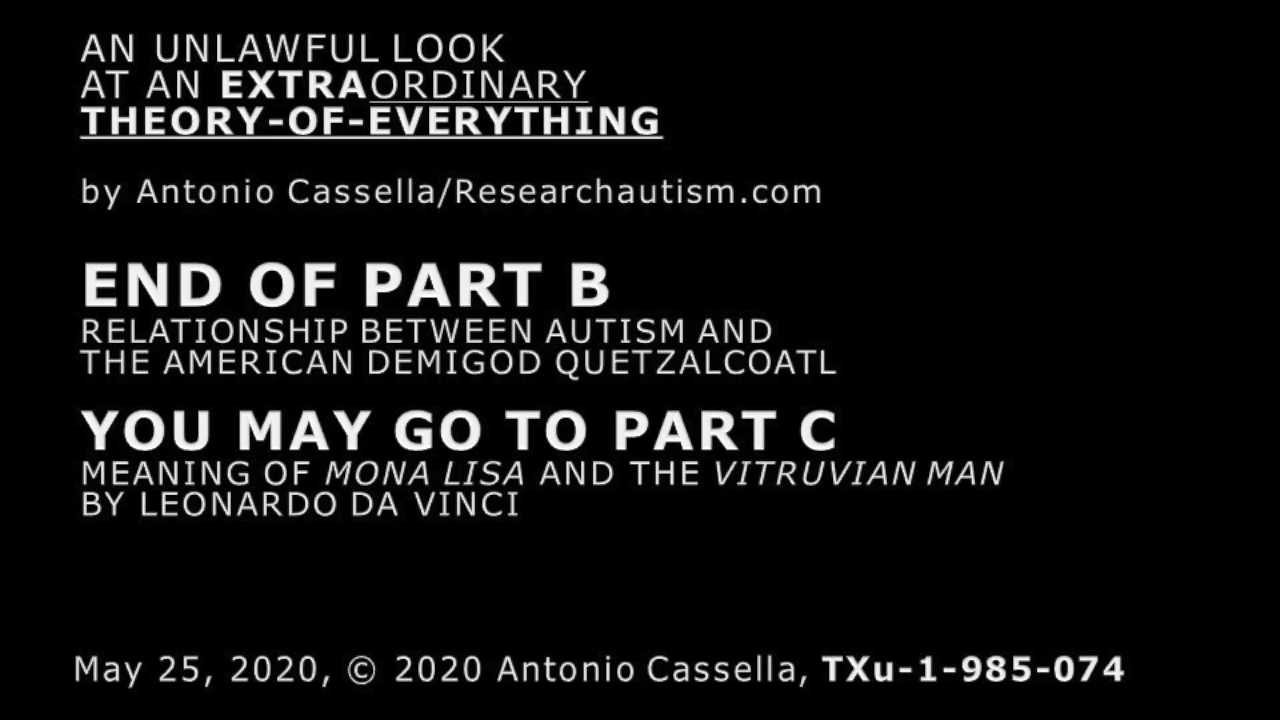 AN UNLAWFUL LOOK
AT AN EXTRAORDINARY
THEORY-OF-EVERYTHING
by Antonio Cassella/Researchautism.com
END OF PART B
RELATIONSHIP BETWEEN AUTISM AND
THE AMERICAN DEMIGOD QUETZALCOATL
YOU MAY GO TO PART C
MEANING OF MONA LISA AND THE VITRUVIAN MAN
BY LEONARDO DA VINCI
May 25, 2020, © 2020 Antonio Cassella, TXu-1-985-074